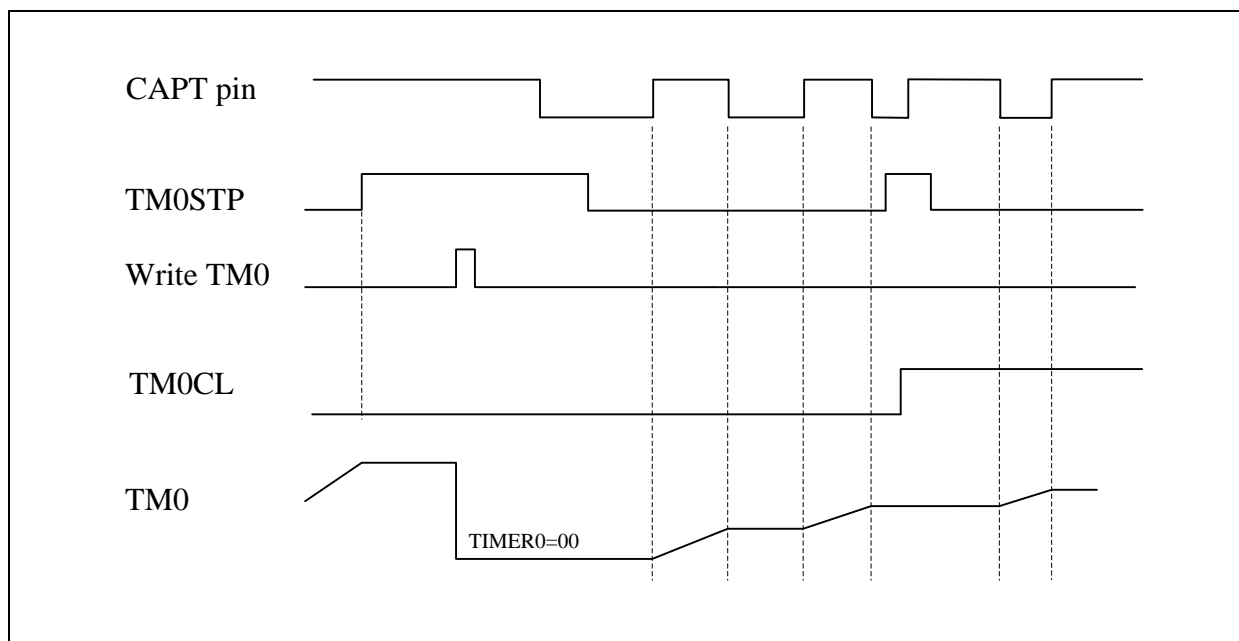 CAPT pin
TM0STP
Write TM0
TM0CL
TM0
TIMER0=00